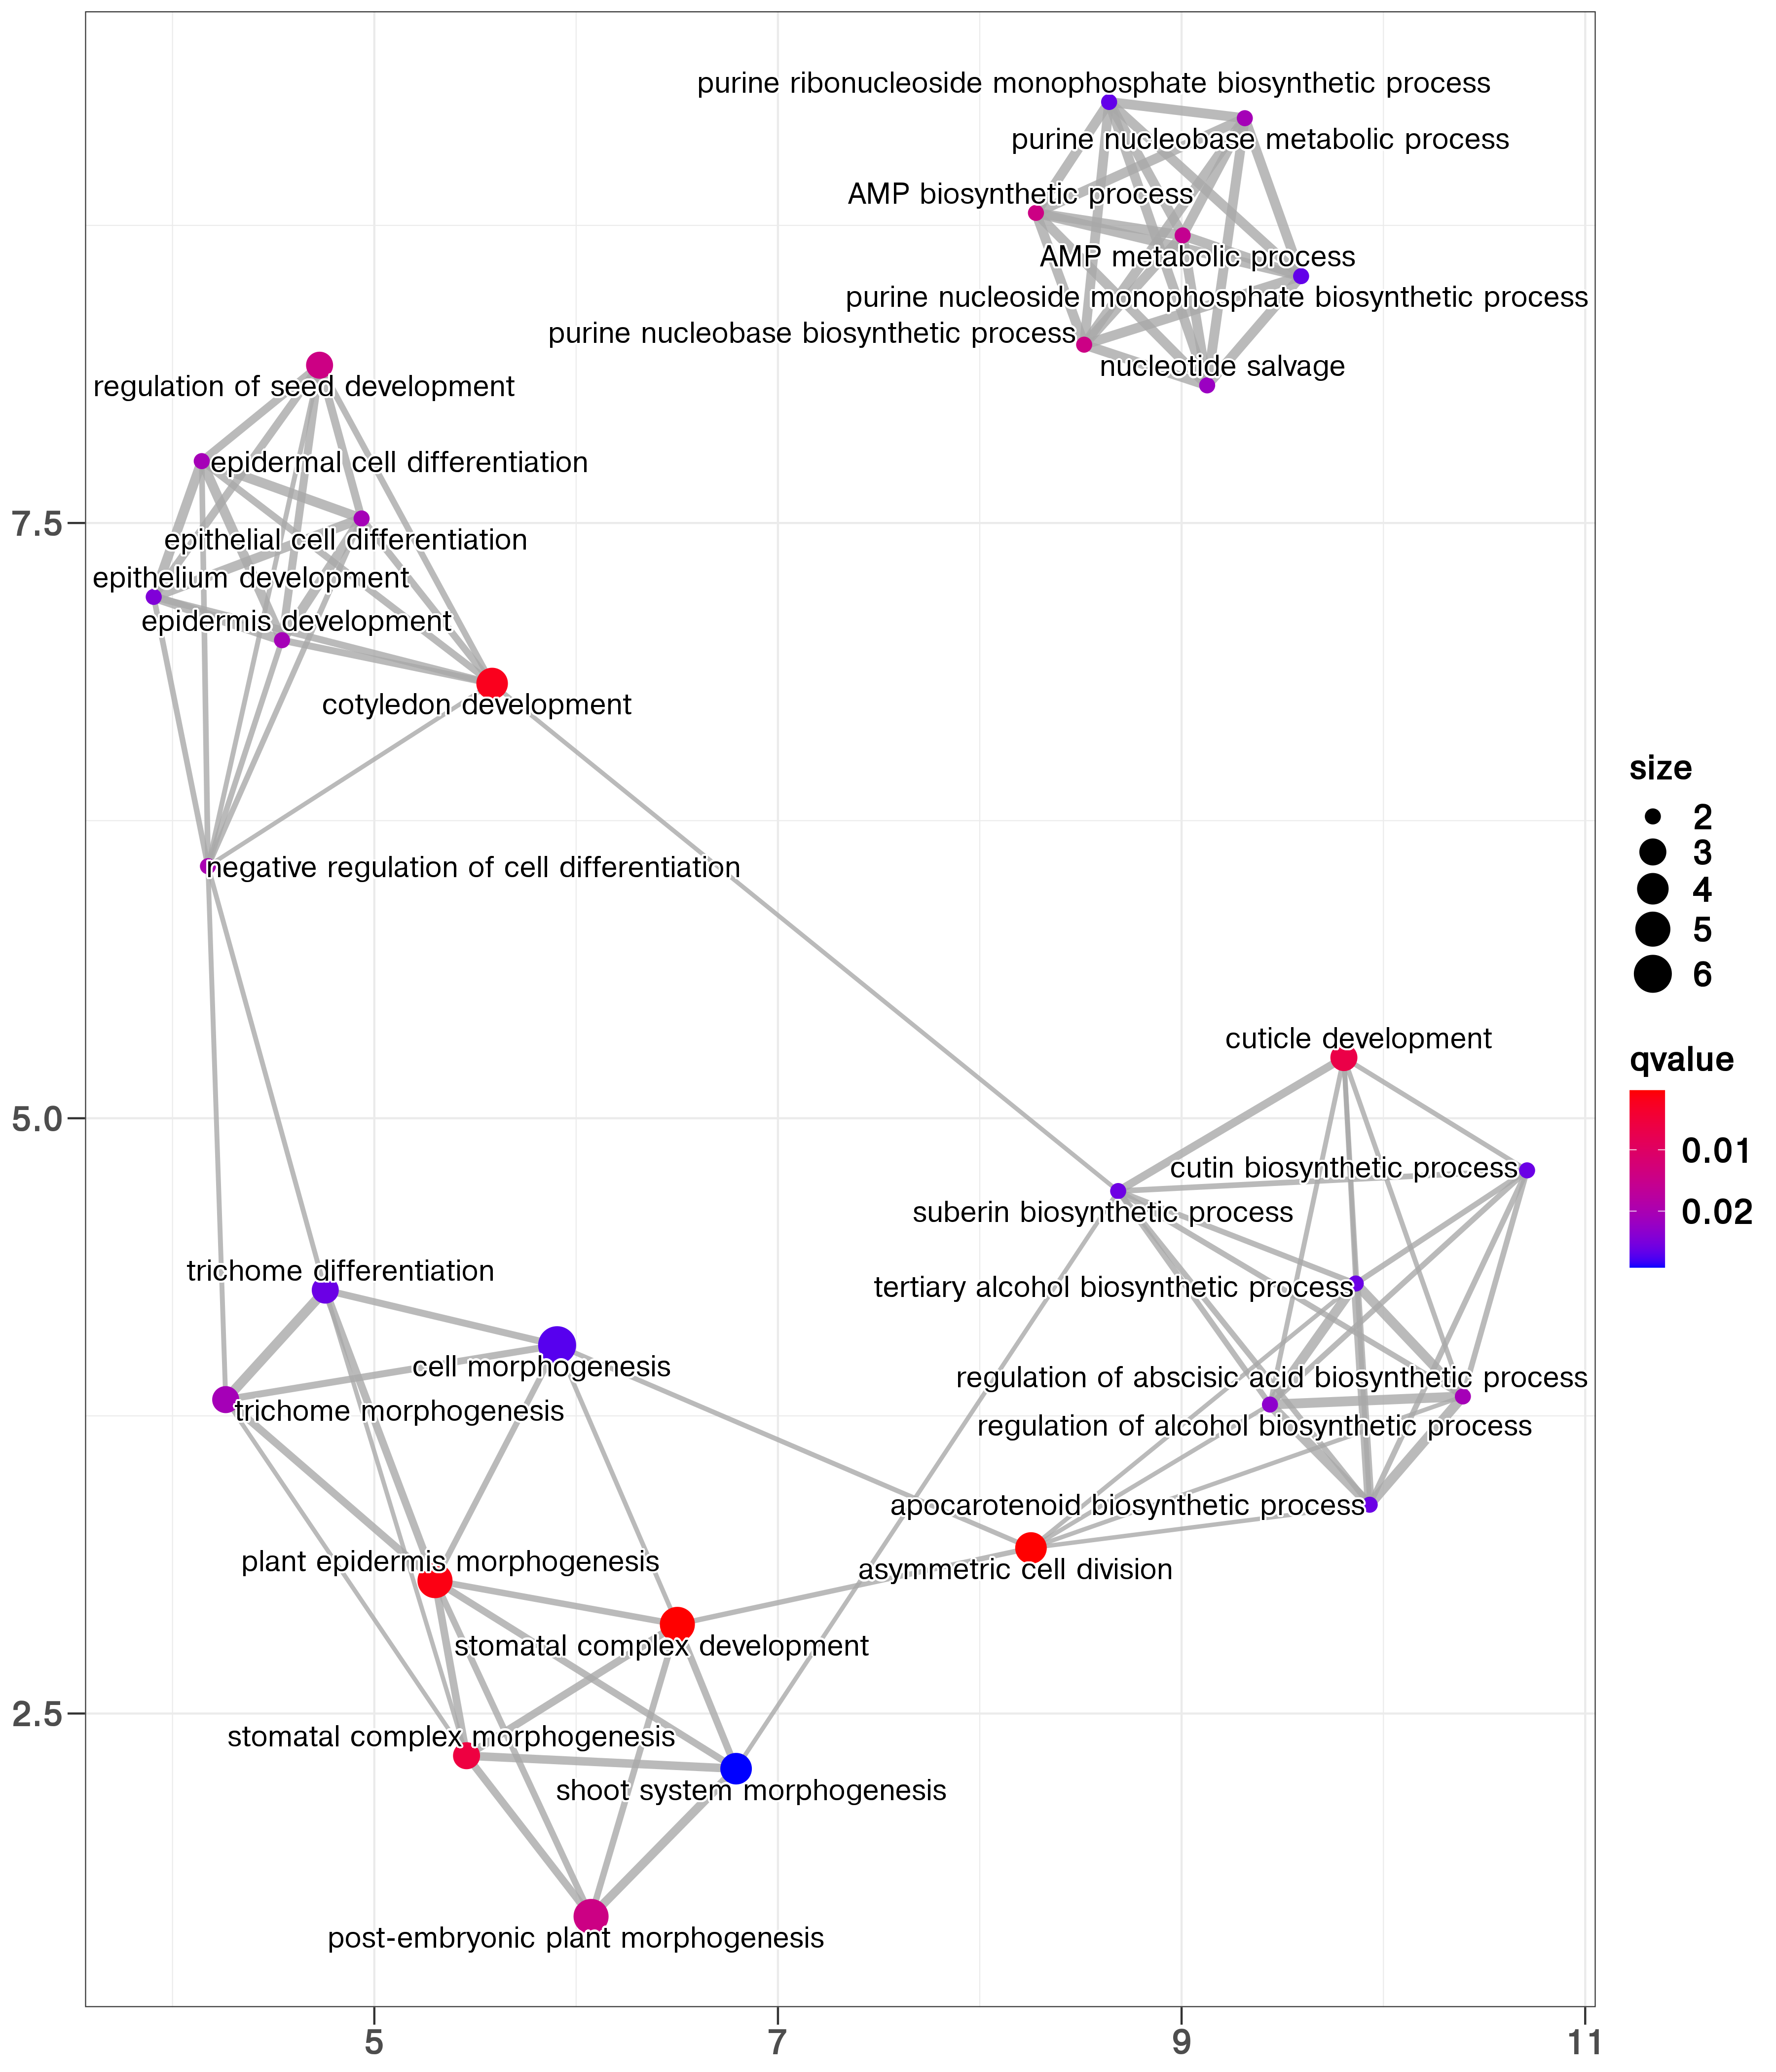 purine ribonucleoside monophosphate biosynthetic process
purine nucleobase metabolic process
AMP biosynthetic process
AMP metabolic process
purine nucleoside monophosphate biosynthetic process
purine nucleobase biosynthetic process
nucleotide salvage
regulation of seed development
epidermal cell differentiation
7.5
epithelial cell differentiation
epithelium development
epidermis development
cotyledon development
negative regulation of cell differentiation
size
2
3
4
5
6
cuticle development
qvalue
0.01
0.02
5.0
cutin biosynthetic process
suberin biosynthetic process
trichome differentiation
tertiary alcohol biosynthetic process
cell morphogenesis
regulation of abscisic acid biosynthetic process
trichome morphogenesis
regulation of alcohol biosynthetic process
apocarotenoid biosynthetic process
plant epidermis morphogenesis
asymmetric cell division
stomatal complex development
2.5
stomatal complex morphogenesis
shoot system morphogenesis
post-embryonic plant morphogenesis
5
7
9
11